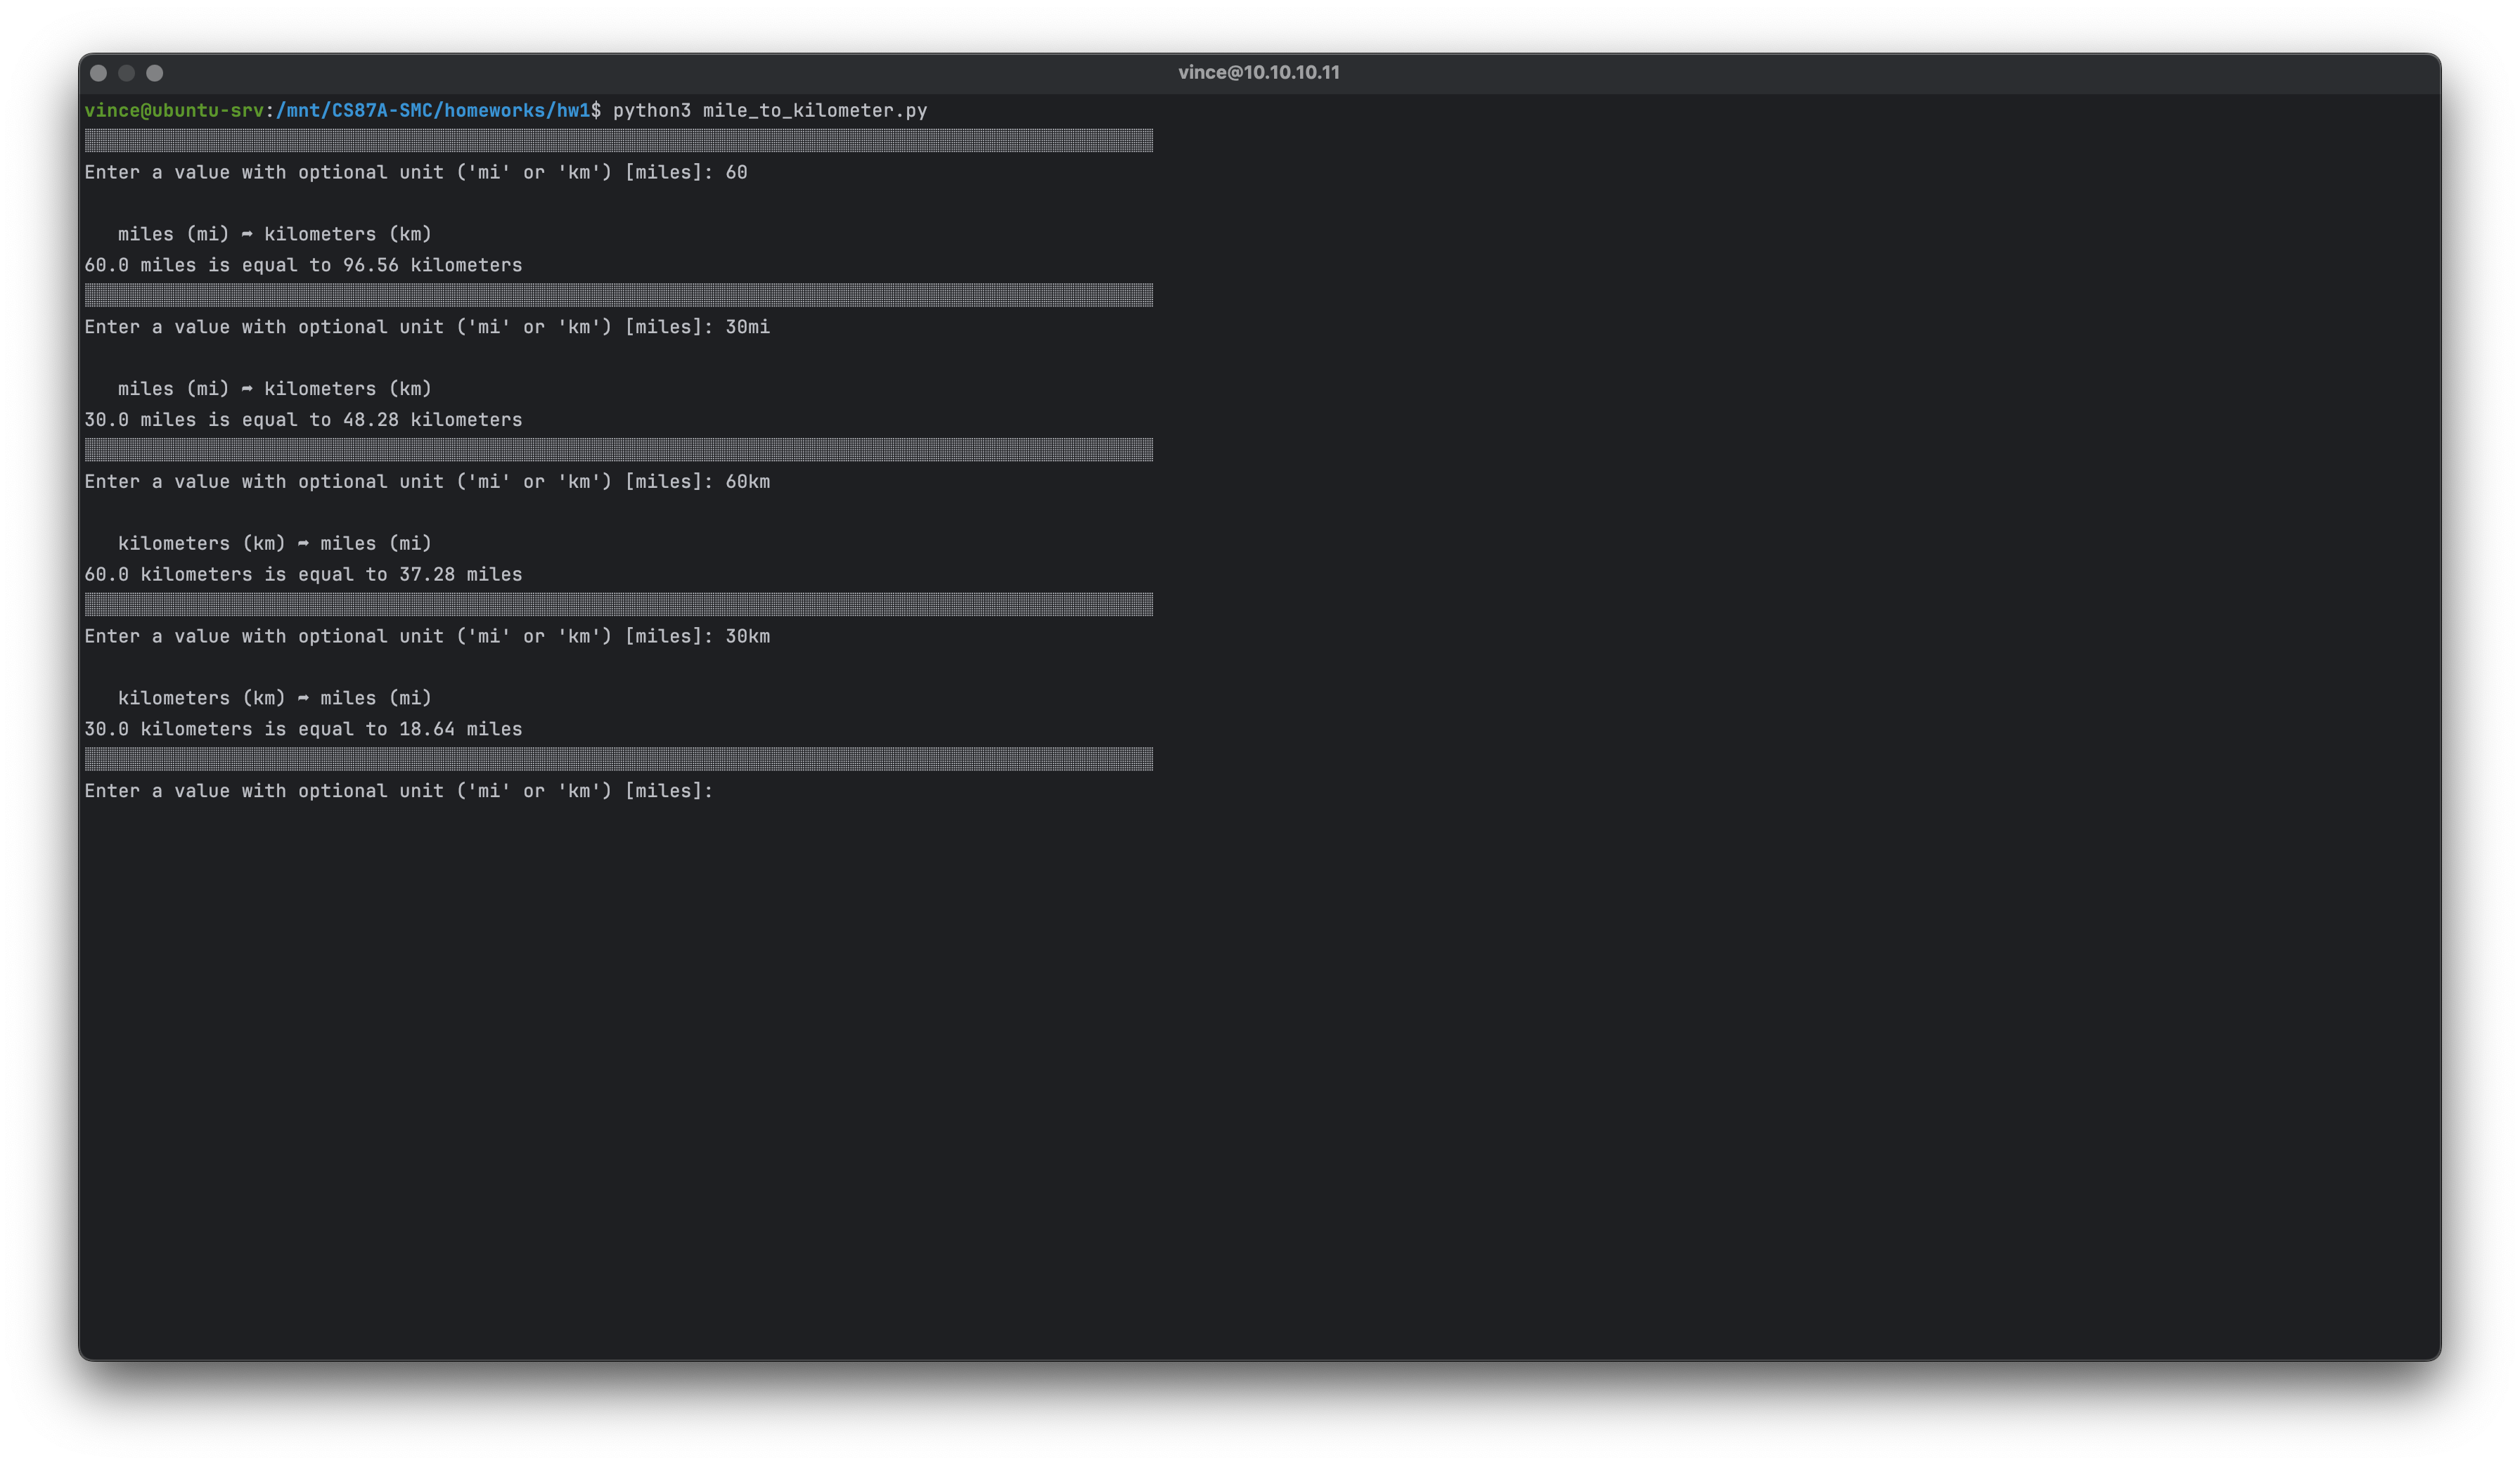 vince@10.10.10.11
vince@ubuntu-srv:/mnt/CS87A-SMC/homeworks/hw1$ python3 mile_to_kilometer.py
Enter a value with optional unit ('mi' or 'km') [miles]: 60
miles (mi) ➡ kilometers (km)
60.0 miles is equal to 96.56 kilometers
Enter a value with optional unit ('mi' or 'km') [miles]: 30mi
miles (mi) ➡ kilometers (km)
30.0 miles is equal to 48.28 kilometers
Enter a value with optional unit ('mi' or 'km') [miles]: 60km
kilometers (km) ➡ miles (mi)
60.0 kilometers is equal to 37.28 miles
Enter a value with optional unit ('mi' or 'km') [miles]: 30km
kilometers (km) ➡ miles (mi)
30.0 kilometers is equal to 18.64 miles
Enter a value with optional unit ('mi' or 'km') [miles]: